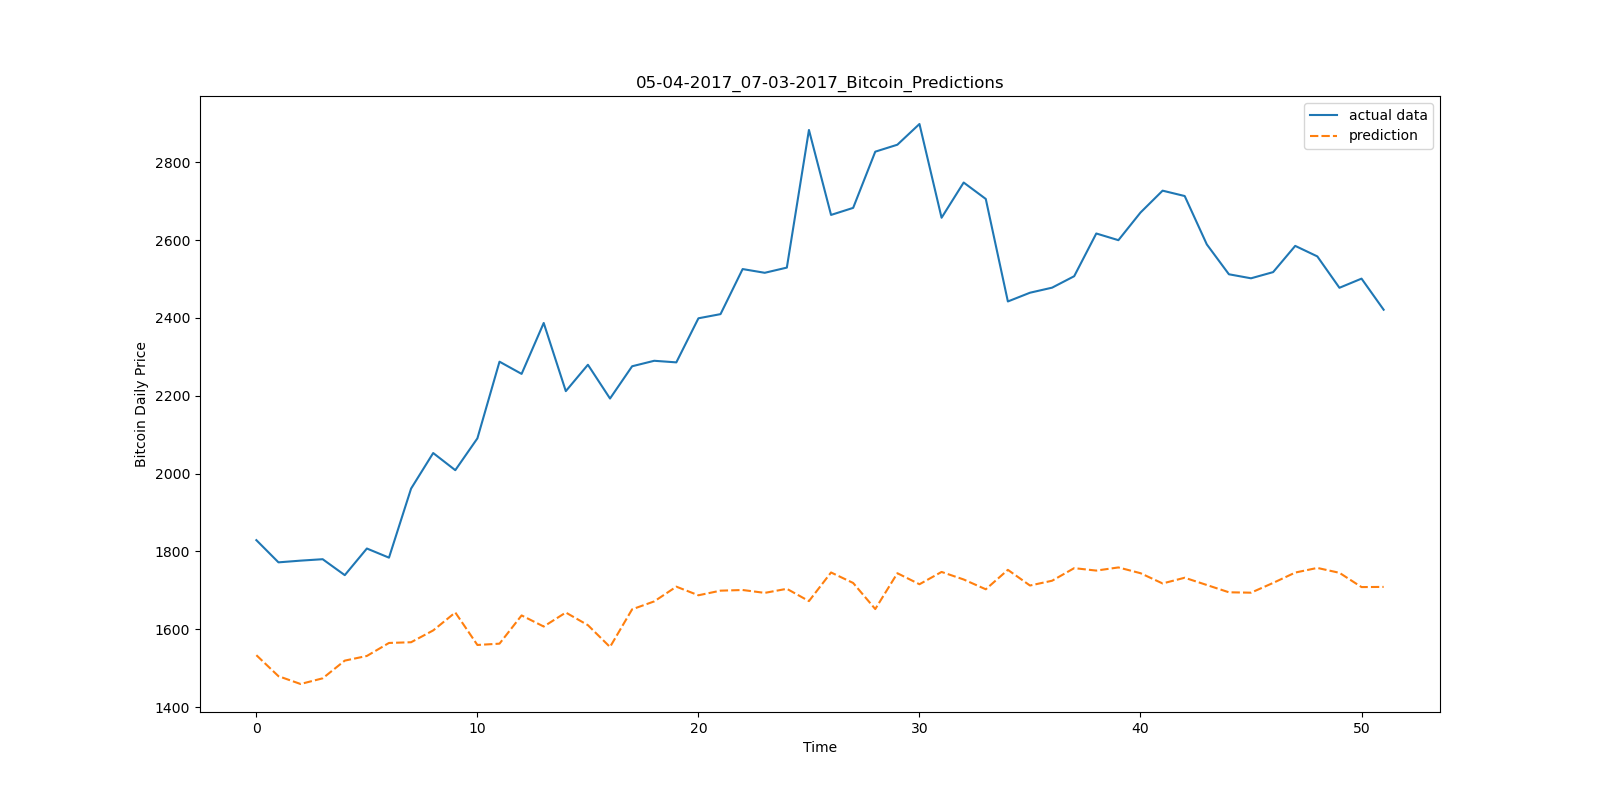 05-04-2017_07-03-2017_Bitcoin_Predictions
actual data
prediction
2800
2600
2400
2200
2000
1800
1600
1400
Bitcoin Daily Price
0 10 20 30 40 50
Time